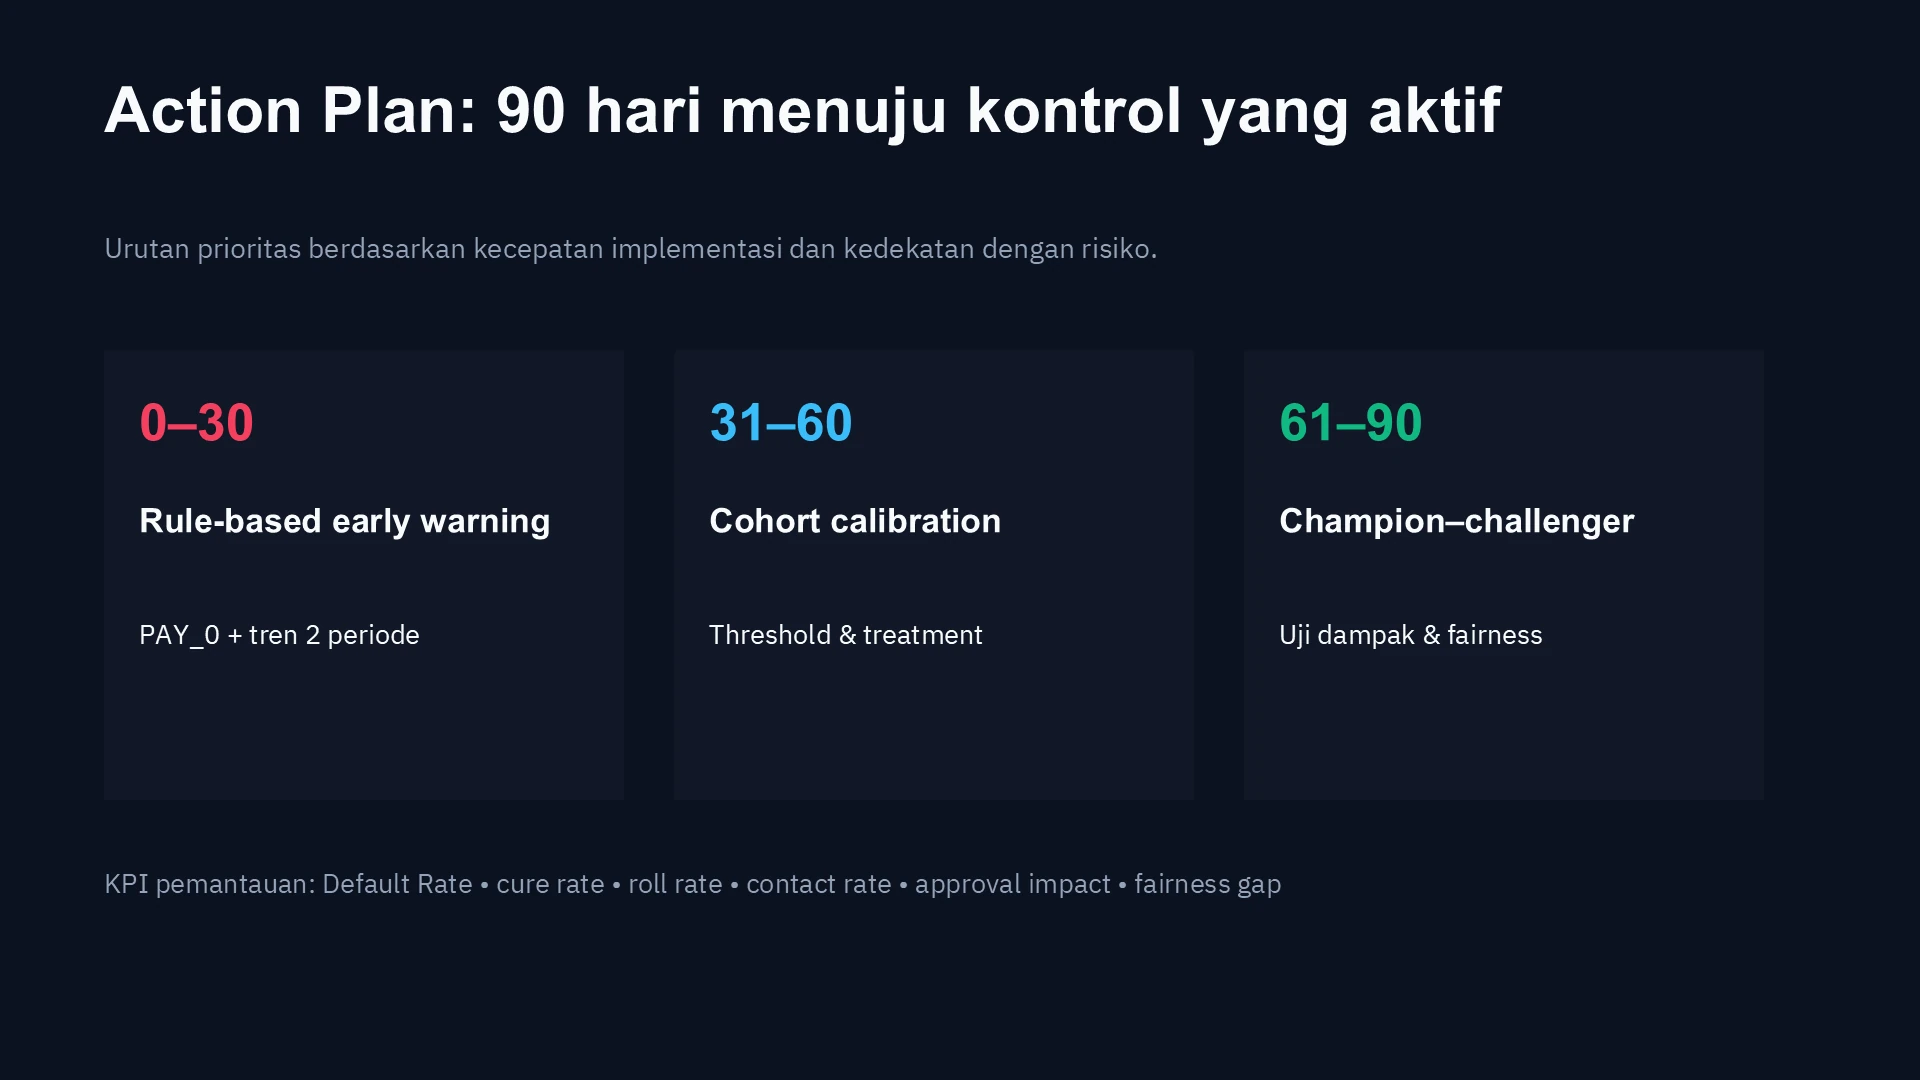 Action Plan: 90 hari menuju kontrol yang aktif
Urutan prioritas berdasarkan kecepatan implementasi dan kedekatan dengan risiko.
0–30
Rule-based early warning
PAY_0 + tren 2 periode
31–60
Cohort calibration
Threshold & treatment
61–90
Champion–challenger
Uji dampak & fairness
KPI pemantauan: Default Rate • cure rate • roll rate • contact rate • approval impact • fairness gap